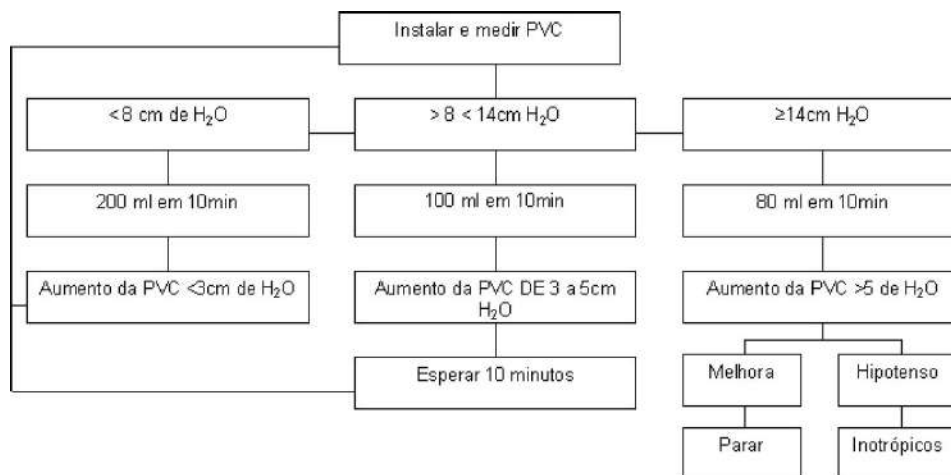 Instalar e medir PVC
<8 cm de H₂O
>8 <14cm H₂O
≥14cm H₂O
200 ml em 10min
100 ml em 10min
80 ml em 10min
Aumento da PVC <3cm de H₂O
Aumento da PVC DE 3 a 5cm
H₂O
Aumento da PVC >5 de H₂O
Esperar 10 minutos
Melhora
Hipotenso
Parar
Inotrópicos